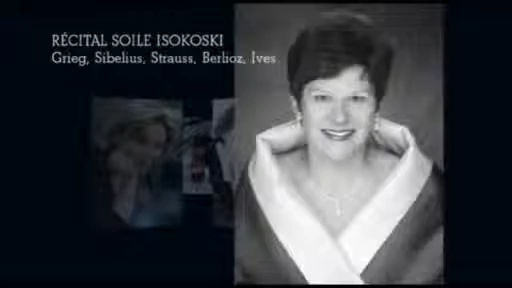 RÉCITAL SOILE ISOKOSKI
Grieg, Sibelius, Strauss, Berlioz, Ives